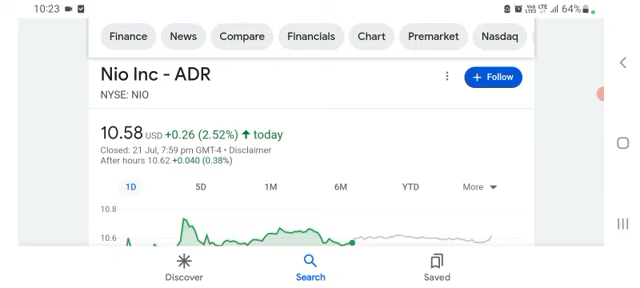 10:23 64%
Finance News Compare Financials Chart Premarket Nasdaq
Nio Inc - ADR
+ Follow
NYSE: NIO
10.58 USD +0.26 (2.52%) ↑ today
Closed: 21 Jul, 7:59 pm GMT-4 • Disclaimer
After hours 10.62 +0.040 (0.38%)
1D 5D 1M 6M YTD More
10.8
10.6
Discover Search Saved